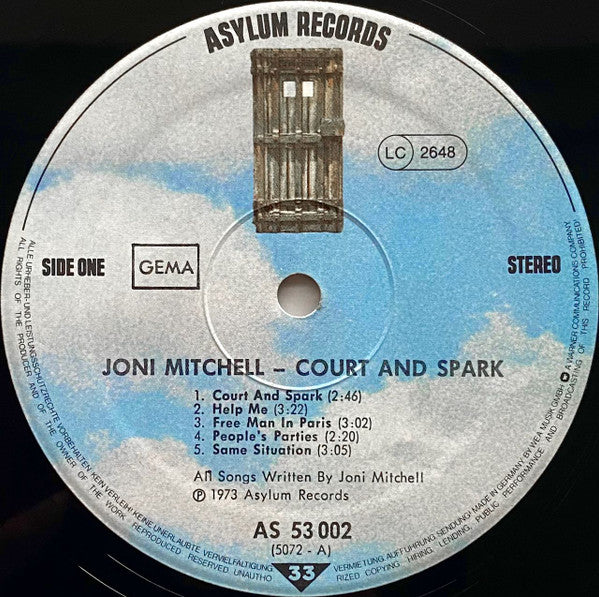 ASYLUM RECORDS
LC 2648
SIDE ONE
GEMA
STEREO
JONI MITCHELL – COURT AND SPARK
1. Court And Spark (2:46)
2. Help Me (3:22)
3. Free Man In Paris (3:02)
4. People's Parties (2:20)
5. Same Situation (3:05)
All Songs Written By Joni Mitchell
Ⓟ 1973 Asylum Records
AS 53 002
(5072 - A)
33
ALLE URHEBER- UND LEISTUNGSSCHUTZRECHTE VORBEHALTEN. KEIN VERLEIH! KEINE UNERLAUBTE VERVIELFÄLTIGUNG VERMIETUNG, AUFFÜHRUNG, SENDUNG! MADE IN GERMANY BY WEA MUSIK GMBH A WARNER COMMUNICATIONS COMPANY
ALL RIGHTS OF THE PRODUCER AND OF THE OWNER OF THE WORK REPRODUCED RESERVED. UNAUTHORIZED COPYING, HIRING, LENDING, PUBLIC PERFORMANCE AND BROADCASTING OF THIS RECORD PROHIBITED!